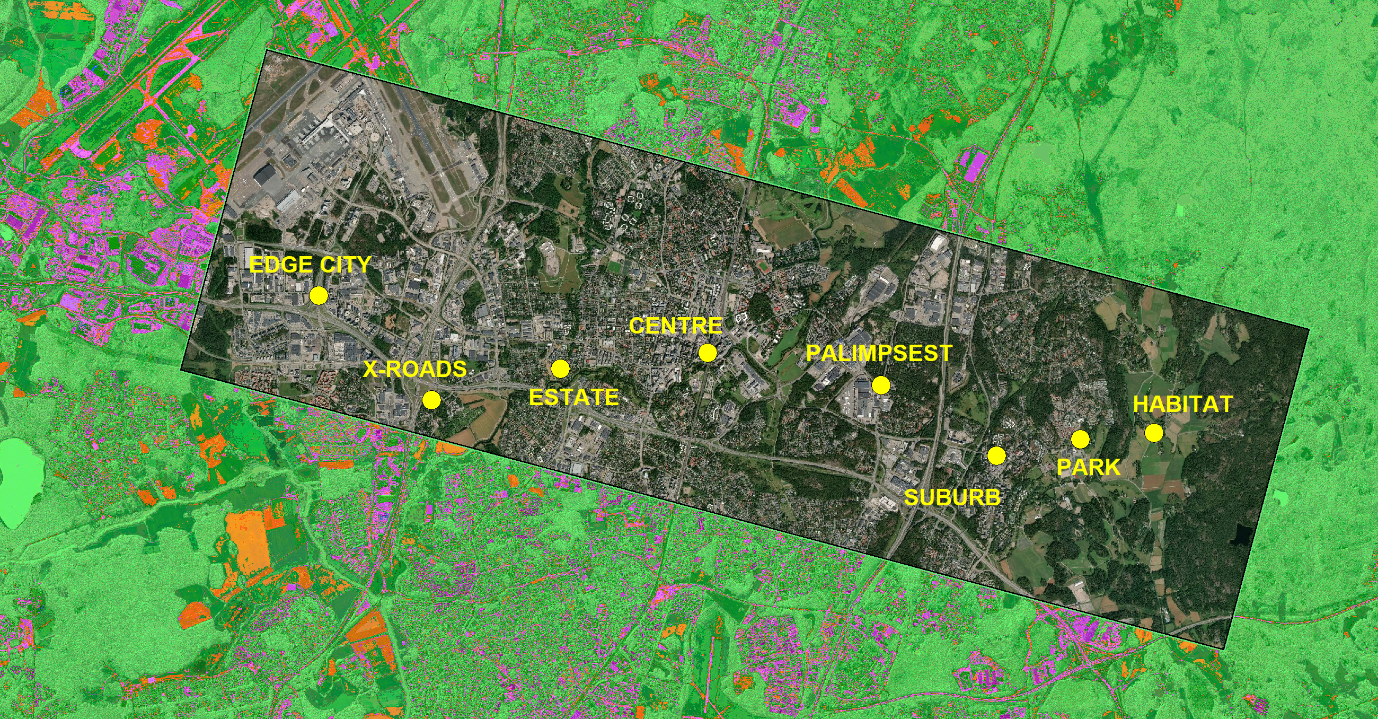 EDGE CITY
X-ROADS
ESTATE
CENTRE
PALIMPSEST
SUBURB
PARK
HABITAT